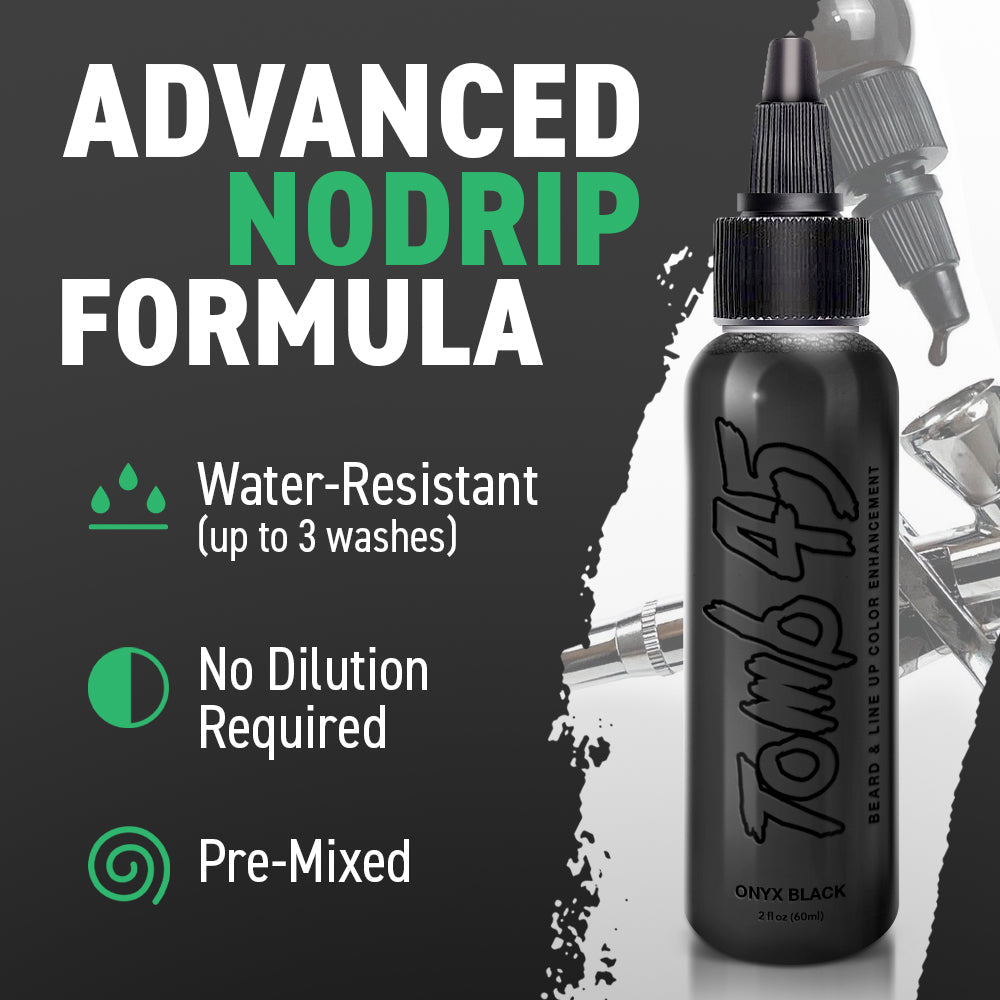 ADVANCED
NODRIP
FORMULA
Water-Resistant
(up to 3 washes)
No Dilution
Required
Pre-Mixed
Tomb 45
BEARD & LINE UP COLOR ENHANCEMENT
ONYX BLACK
2 fl oz (60ml)